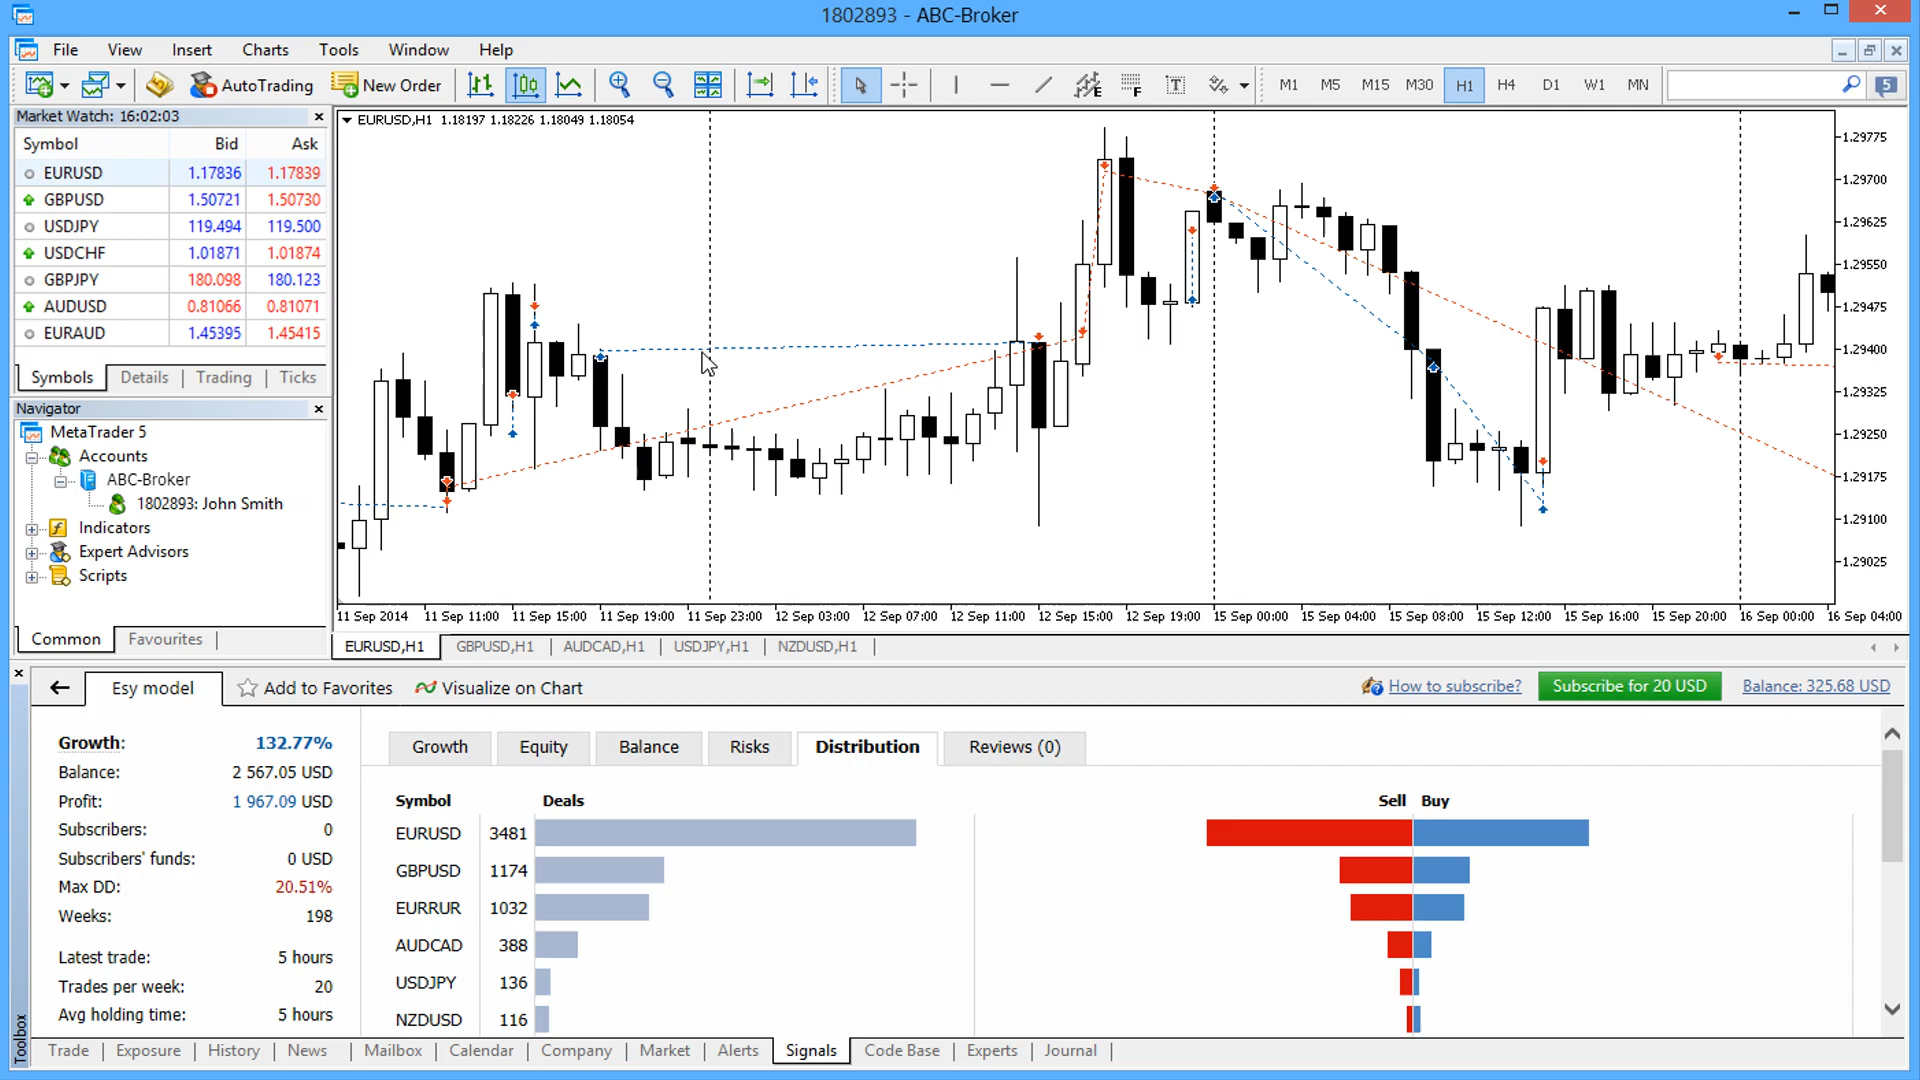 1802893 - ABC-Broker
File View Insert Charts Tools Window Help
AutoTrading New Order E F T M1 M5 M15 M30 H1 H4 D1 W1 MN 5
Market Watch: 16:02:03
Symbol Bid Ask
EURUSD 1.17836 1.17839
GBPUSD 1.50721 1.50730
USDJPY 119.494 119.500
USDCHF 1.01871 1.01874
GBPJPY 180.098 180.123
AUDUSD 0.81066 0.81071
EURAUD 1.45395 1.45415
Symbols Details Trading Ticks
Navigator
MetaTrader 5
Accounts
ABC-Broker
1802893: John Smith
Indicators
Expert Advisors
Scripts
Common Favourites
EURUSD,H1 1.18197 1.18226 1.18049 1.18054
1.29775
1.29700
1.29625
1.29550
1.29475
1.29400
1.29325
1.29250
1.29175
1.29100
1.29025
11 Sep 2014 11 Sep 11:00 11 Sep 15:00 11 Sep 19:00 11 Sep 23:00 12 Sep 03:00 12 Sep 07:00 12 Sep 11:00 12 Sep 15:00 12 Sep 19:00 15 Sep 00:00 15 Sep 04:00 15 Sep 08:00 15 Sep 12:00 15 Sep 16:00 15 Sep 20:00 16 Sep 00:00 16 Sep 04:00
EURUSD,H1 GBPUSD,H1 AUDCAD,H1 USDJPY,H1 NZDUSD,H1
Esy model Add to Favorites Visualize on Chart How to subscribe? Subscribe for 20 USD Balance: 325.68 USD
Growth: 132.77%
Balance: 2 567.05 USD
Profit: 1 967.09 USD
Subscribers: 0
Subscribers' funds: 0 USD
Max DD: 20.51%
Weeks: 198
Latest trade: 5 hours
Trades per week: 20
Avg holding time: 5 hours
Growth Equity Balance Risks Distribution Reviews (0)
Symbol Deals Sell Buy
EURUSD 3481
GBPUSD 1174
EURRUR 1032
AUDCAD 388
USDJPY 136
NZDUSD 116
Toolbox
Trade Exposure History News Mailbox Calendar Company Market Alerts Signals Code Base Experts Journal